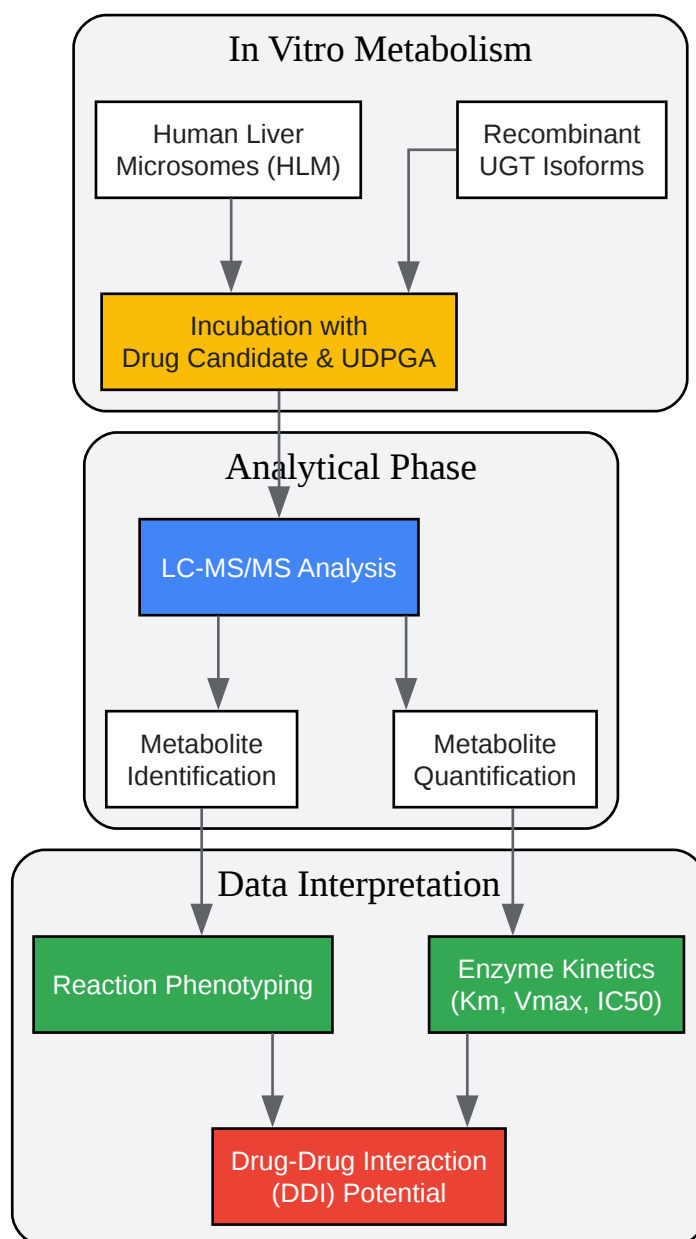 In Vitro Metabolism
Human Liver
Microsomes (HLM)
Recombinant
UGT Isoforms
Incubation with
Drug Candidate & UDPGA
Analytical Phase
LC-MS/MS Analysis
Metabolite
Identification
Metabolite
Quantification
Data Interpretation
Reaction Phenotyping
Enzyme Kinetics
(Km, Vmax, IC50)
Drug-Drug Interaction
(DDI) Potential